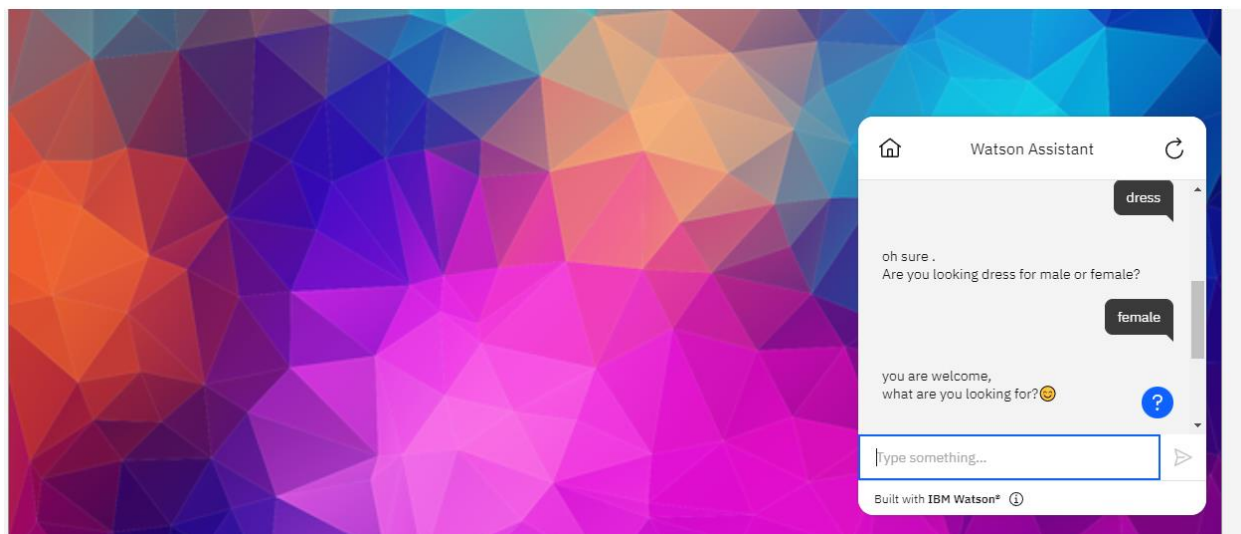 Watson Assistant
dress
oh sure .
Are you looking dress for male or female?
female
you are welcome,
what are you looking for?😊
?
Type something...
Built with IBM Watson®